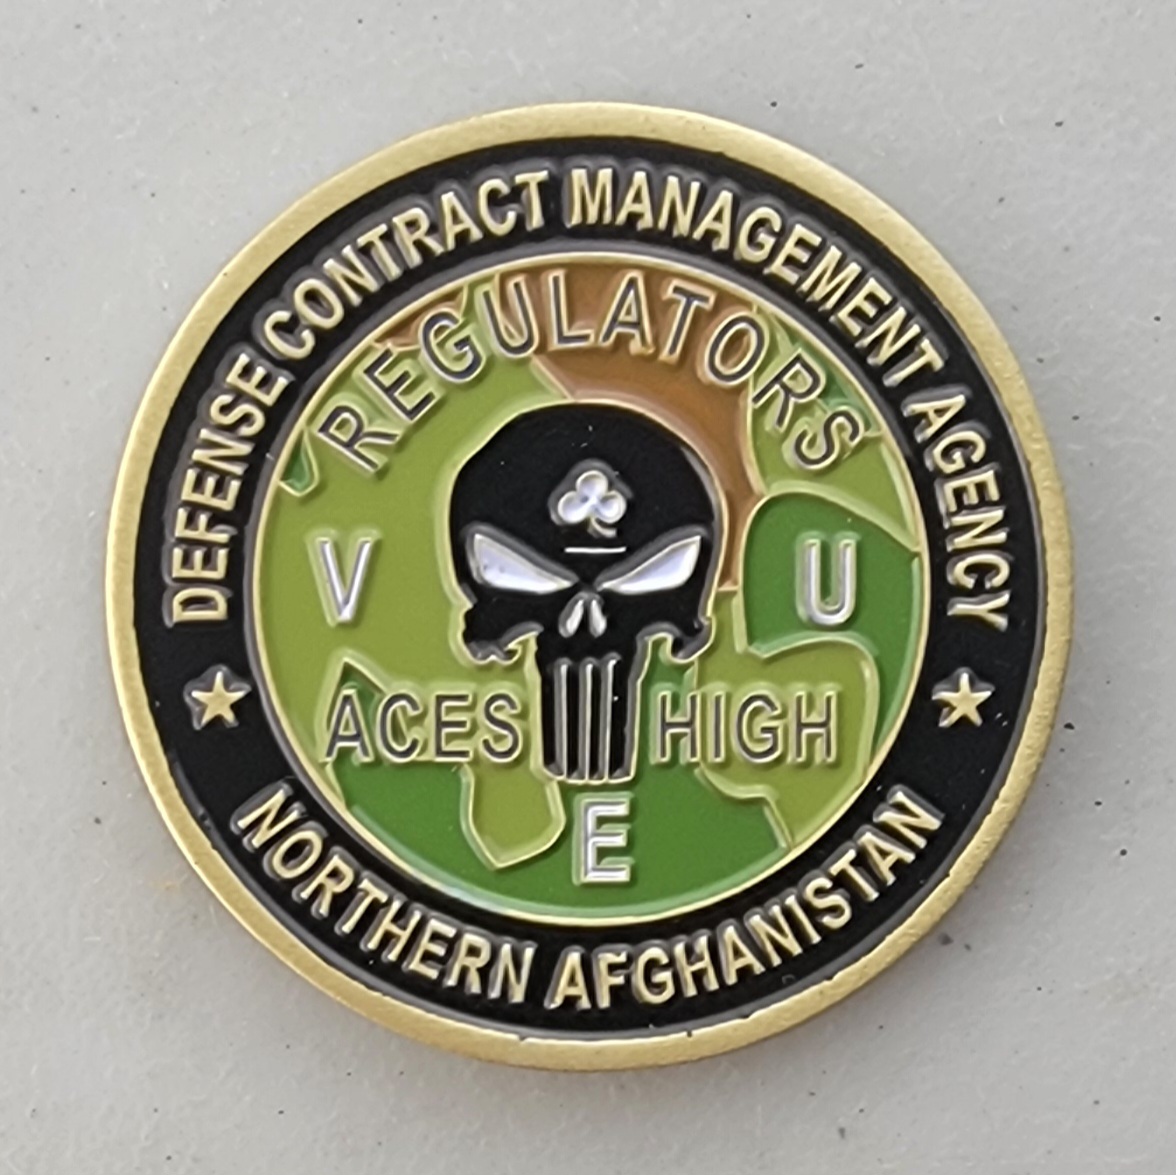 DEFENSE CONTRACT MANAGEMENT AGENCY
REGULATORS
V U
ACES HIGH
E
NORTHERN AFGHANISTAN